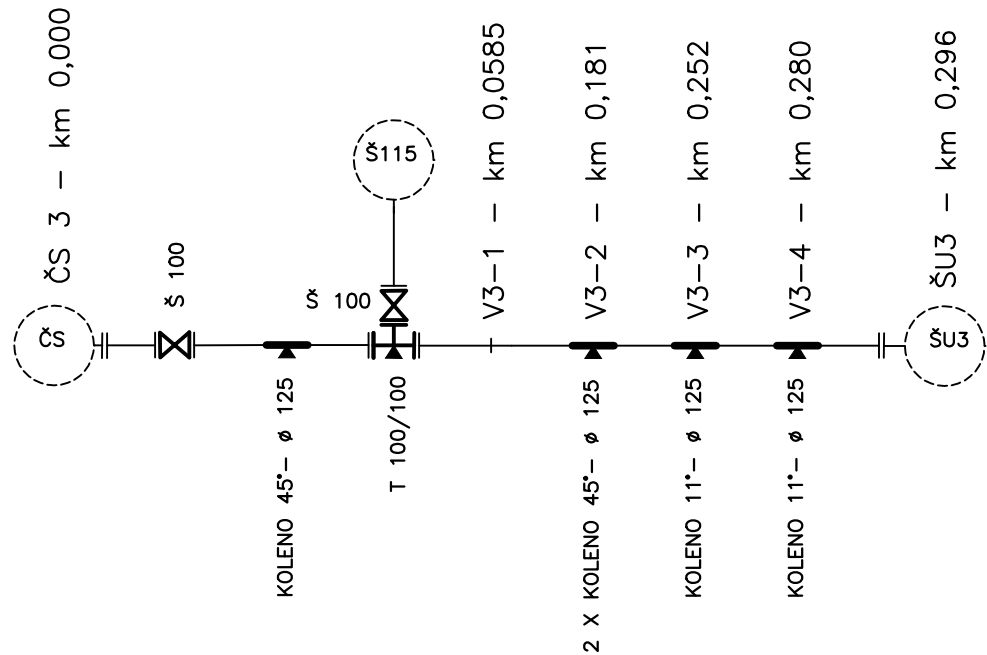 ČS 3 – km 0,000
Š 100
Š115
Š 100
V3–1 – km 0,0585
V3–2 – km 0,181
V3–3 – km 0,252
V3–4 – km 0,280
ŠU3 – km 0,296
ČS
ŠU3
KOLENO 45°– ø 125
T 100/100
2 X KOLENO 45°– ø 125
KOLENO 11°– ø 125
KOLENO 11°– ø 125